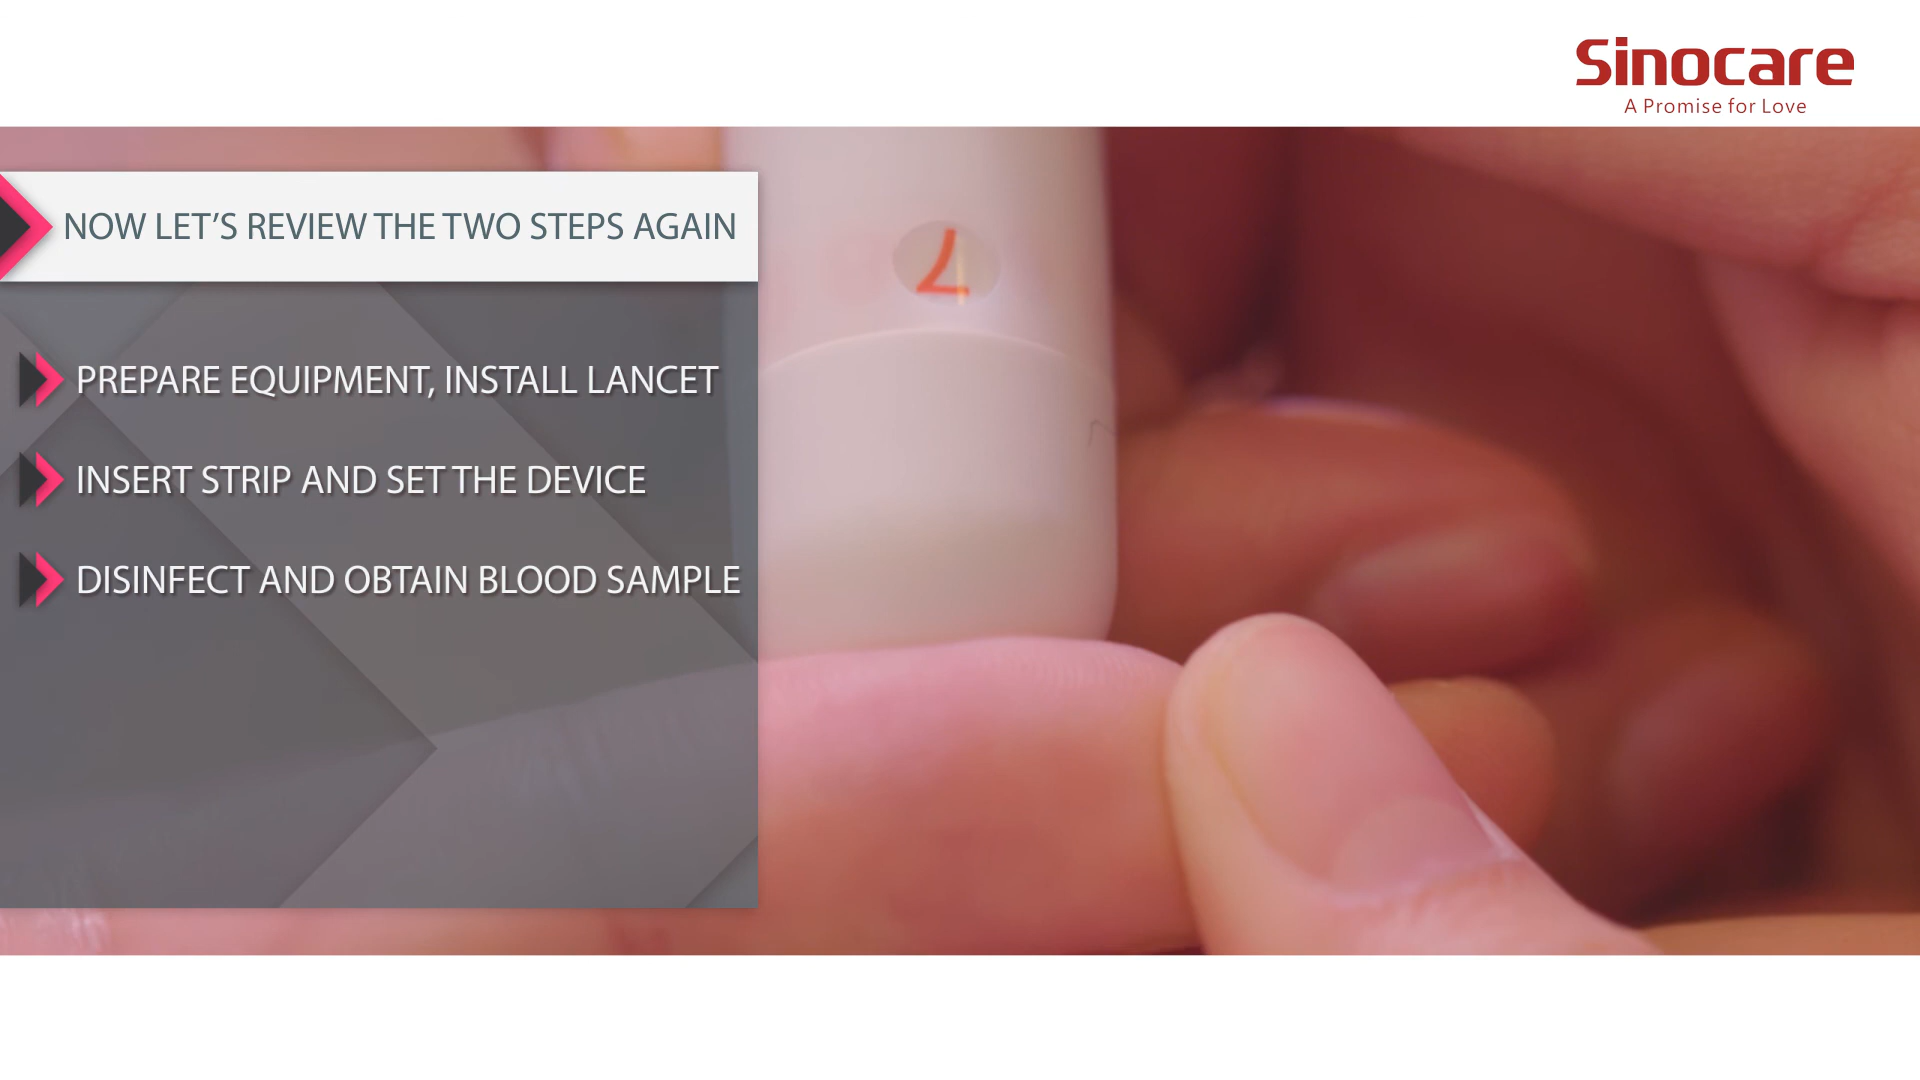 Sinocare
A Promise for Love
NOW LET’S REVIEW THE TWO STEPS AGAIN
7
PREPARE EQUIPMENT, INSTALL LANCET
INSERT STRIP AND SET THE DEVICE
DISINFECT AND OBTAIN BLOOD SAMPLE